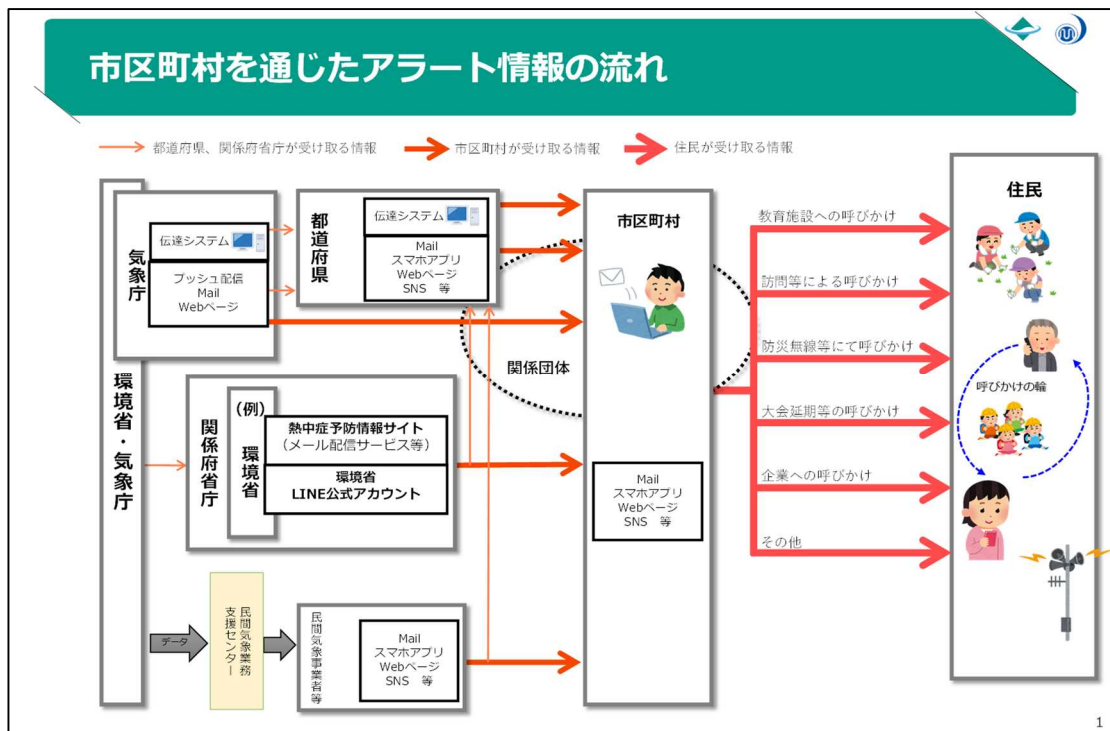 市区町村を通じたアラート情報の流れ
都道府県、関係府省庁が受け取る情報
市区町村が受け取る情報
住民が受け取る情報
環境省・気象庁
気象庁
伝達システム
プッシュ配信
Mail
Webページ
都道府県
伝達システム
Mail
スマホアプリ
Webページ
SNS 等
関係府省庁
(例)
環境省
熱中症予防情報サイト
(メール配信サービス等)
環境省
LINE公式アカウント
データ
民間気象業務
支援センター
民間気象事業者等
Mail
スマホアプリ
Webページ
SNS 等
関係団体
市区町村
Mail
スマホアプリ
Webページ
SNS 等
教育施設への呼びかけ
訪問等による呼びかけ
防災無線等にて呼びかけ
大会延期等の呼びかけ
企業への呼びかけ
その他
住民
呼びかけの輪
1